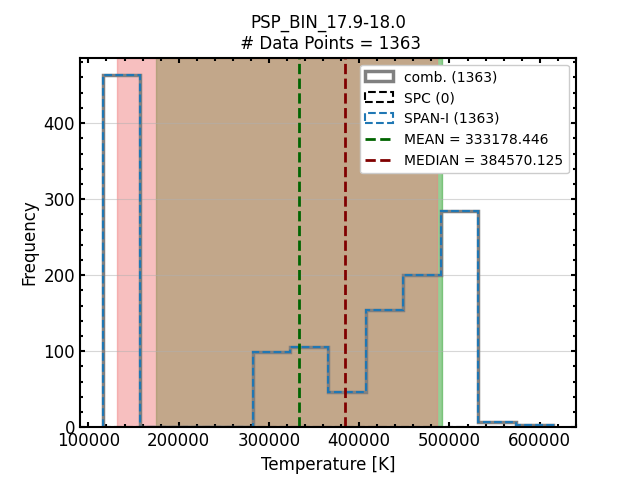 PSP_BIN_17.9-18.0
# Data Points = 1363
comb. (1363)
SPC (0)
SPAN-I (1363)
MEAN = 333178.446
MEDIAN = 384570.125
Frequency
400
300
200
100
0
100000 200000 300000 400000 500000 600000
Temperature [K]